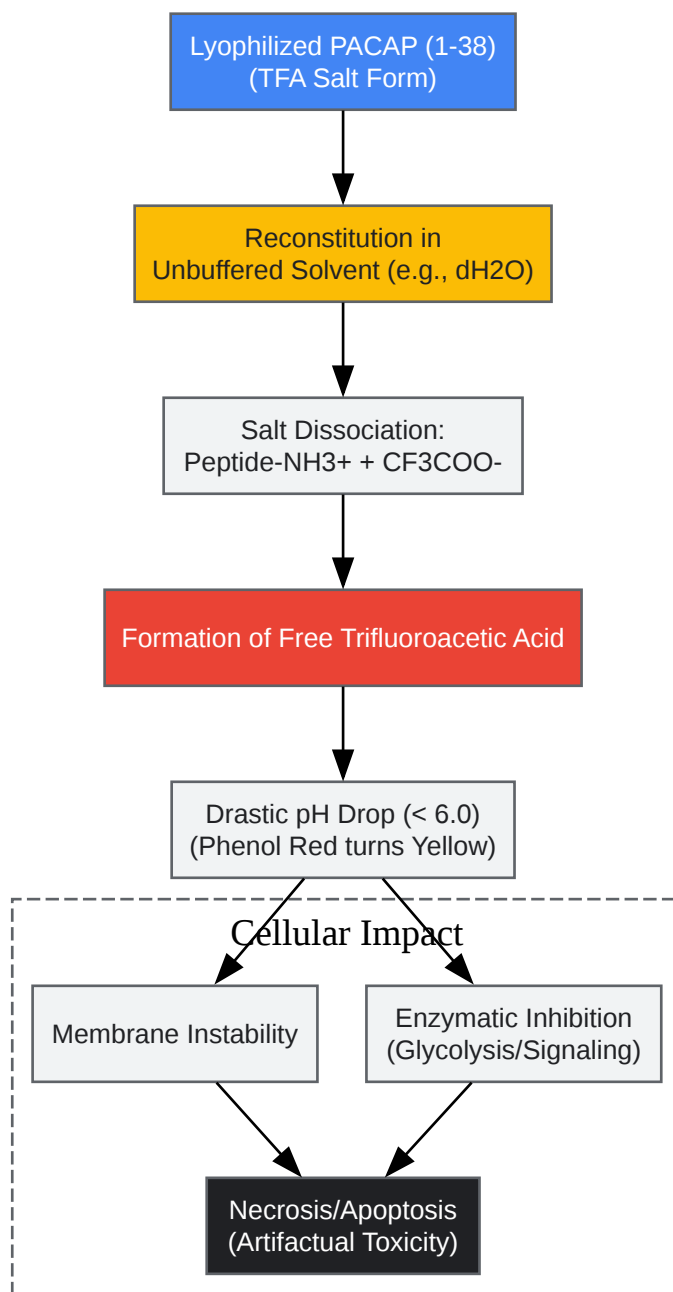 Lyophilized PACAP (1-38)
(TFA Salt Form)
Reconstitution in
Unbuffered Solvent (e.g., dH2O)
Salt Dissociation:
Peptide-NH3+ + CF3COO-
Formation of Free Trifluoroacetic Acid
Drastic pH Drop (< 6.0)
(Phenol Red turns Yellow)
Cellular Impact
Membrane Instability
Enzymatic Inhibition
(Glycolysis/Signaling)
Necrosis/Apoptosis
(Artifactual Toxicity)